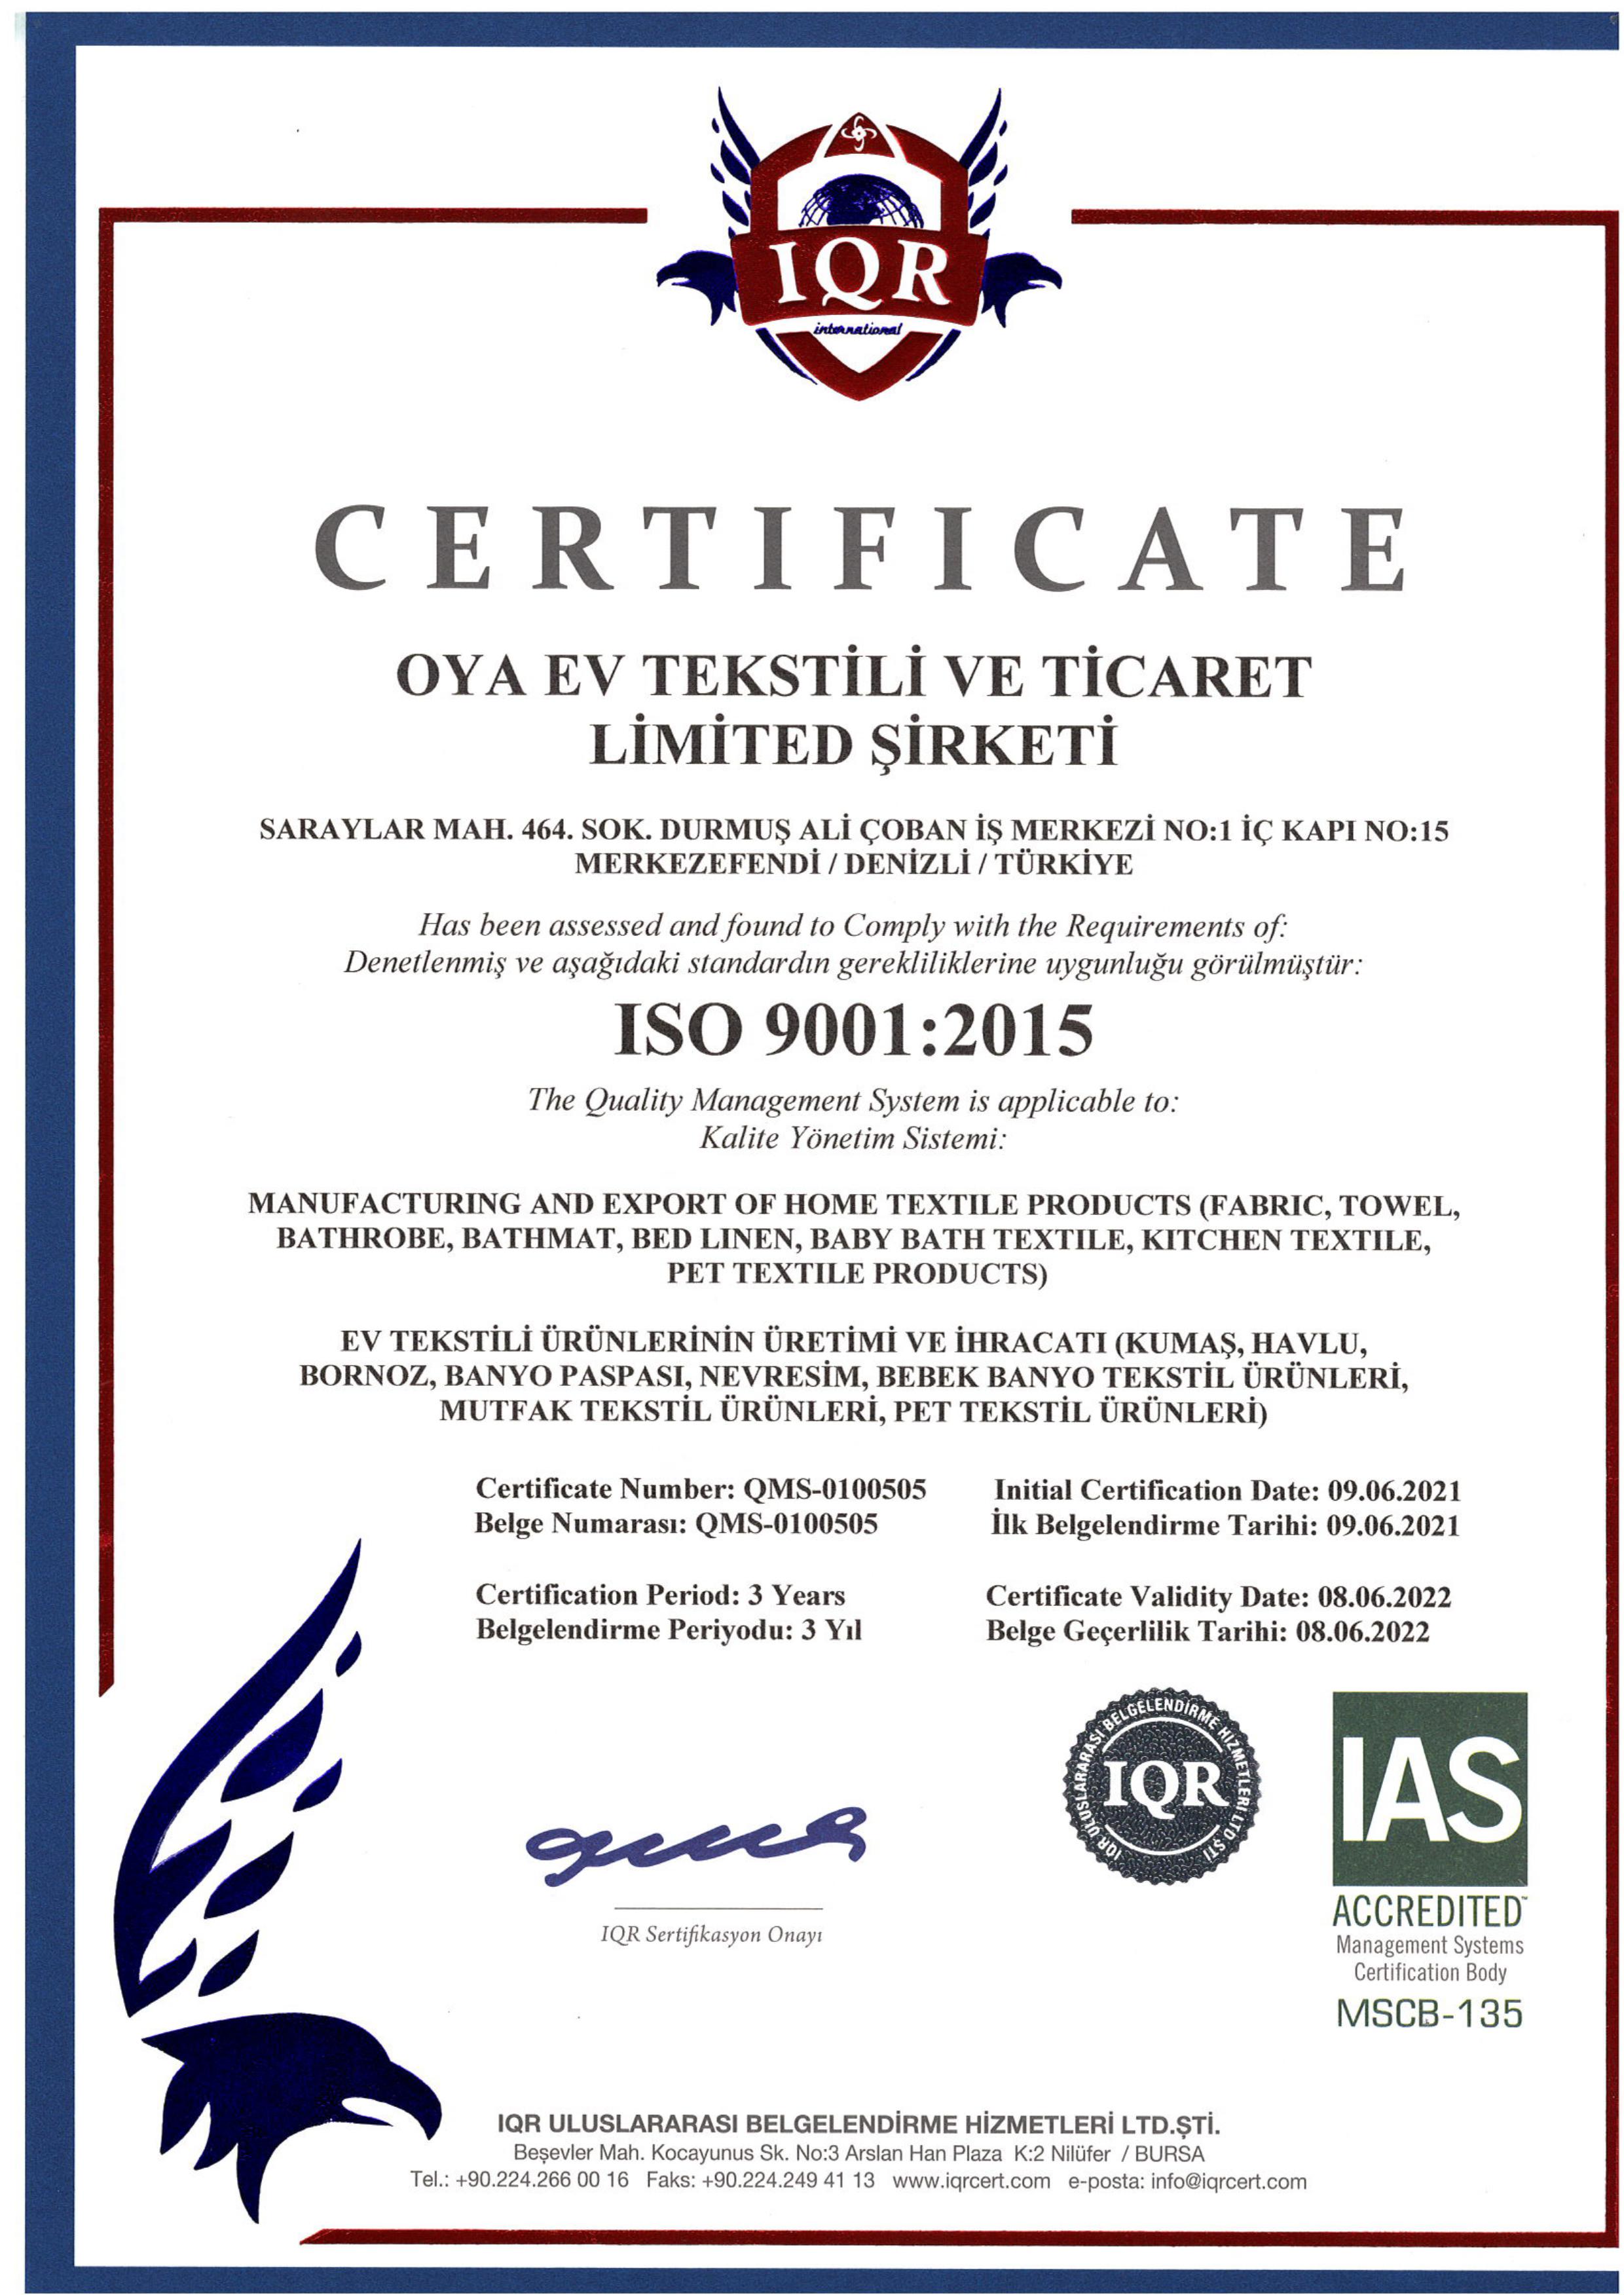 IQR
international
CERTIFICATE
OYA EV TEKSTİLİ VE TİCARET
LİMİTED ŞİRKETİ
SARAYLAR MAH. 464. SOK. DURMUŞ ALİ ÇOBAN İŞ MERKEZİ NO:1 İÇ KAPI NO:15
MERKEZEFENDİ / DENİZLİ / TÜRKİYE
Has been assessed and found to Comply with the Requirements of:
Denetlenmiş ve aşağıdaki standardın gerekliliklerine uygunluğu görülmüştür:
ISO 9001:2015
The Quality Management System is applicable to:
Kalite Yönetim Sistemi:
MANUFACTURING AND EXPORT OF HOME TEXTILE PRODUCTS (FABRIC, TOWEL,
BATHROBE, BATHMAT, BED LINEN, BABY BATH TEXTILE, KITCHEN TEXTILE,
PET TEXTILE PRODUCTS)
EV TEKSTİLİ ÜRÜNLERİNİN ÜRETİMİ VE İHRACATI (KUMAŞ, HAVLU,
BORNOZ, BANYO PASPASI, NEVRESİM, BEBEK BANYO TEKSTİL ÜRÜNLERİ,
MUTFAK TEKSTİL ÜRÜNLERİ, PET TEKSTİL ÜRÜNLERİ)
Certificate Number: QMS-0100505
Belge Numarası: QMS-0100505
Initial Certification Date: 09.06.2021
İlk Belgelendirme Tarihi: 09.06.2021
Certification Period: 3 Years
Belgelendirme Periyodu: 3 Yıl
Certificate Validity Date: 08.06.2022
Belge Geçerlilik Tarihi: 08.06.2022
IQR Sertifikasyon Onayı
IQR ULUSLARARASI BELGELENDİRME HİZMETLERİ LTD ŞTİ
IQR
IAS
ACCREDITED™
Management Systems
Certification Body
MSCB-135
IQR ULUSLARARASI BELGELENDİRME HİZMETLERİ LTD.ŞTİ.
Beşevler Mah. Kocayunus Sk. No:3 Arslan Han Plaza K:2 Nilüfer / BURSA
Tel.: +90.224.266 00 16 Faks: +90.224.249 41 13 www.iqrcert.com e-posta: info@iqrcert.com